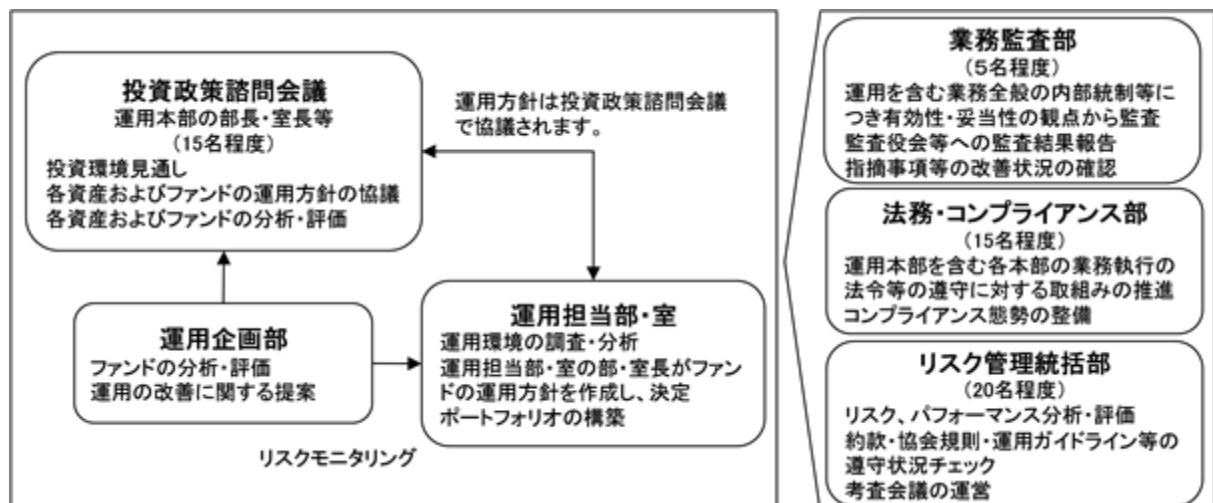 投資政策諮問会議
運用本部の部長・室長等
(15名程度)
投資環境見通し
各資産およびファンドの運用方針の協議
各資産およびファンドの分析・評価
運用方針は投資政策諮問会議
で協議されます。
運用企画部
ファンドの分析・評価
運用の改善に関する提案
運用担当部・室
運用環境の調査・分析
運用担当部・室の部・室長がファン
ドの運用方針を作成し、決定
ポートフォリオの構築
リスクモニタリング
業務監査部
(5名程度)
運用を含む業務全般の内部統制等に
つき有効性・妥当性の観点から監査
監査役会等への監査結果報告
指摘事項等の改善状況の確認
法務・コンプライアンス部
(15名程度)
運用本部を含む各本部の業務執行の
法令等の遵守に対する取組みの推進
コンプライアンス態勢の整備
リスク管理統括部
(20名程度)
リスク、パフォーマンス分析・評価
約款・協会規則・運用ガイドライン等の
遵守状況チェック
考査会議の運営